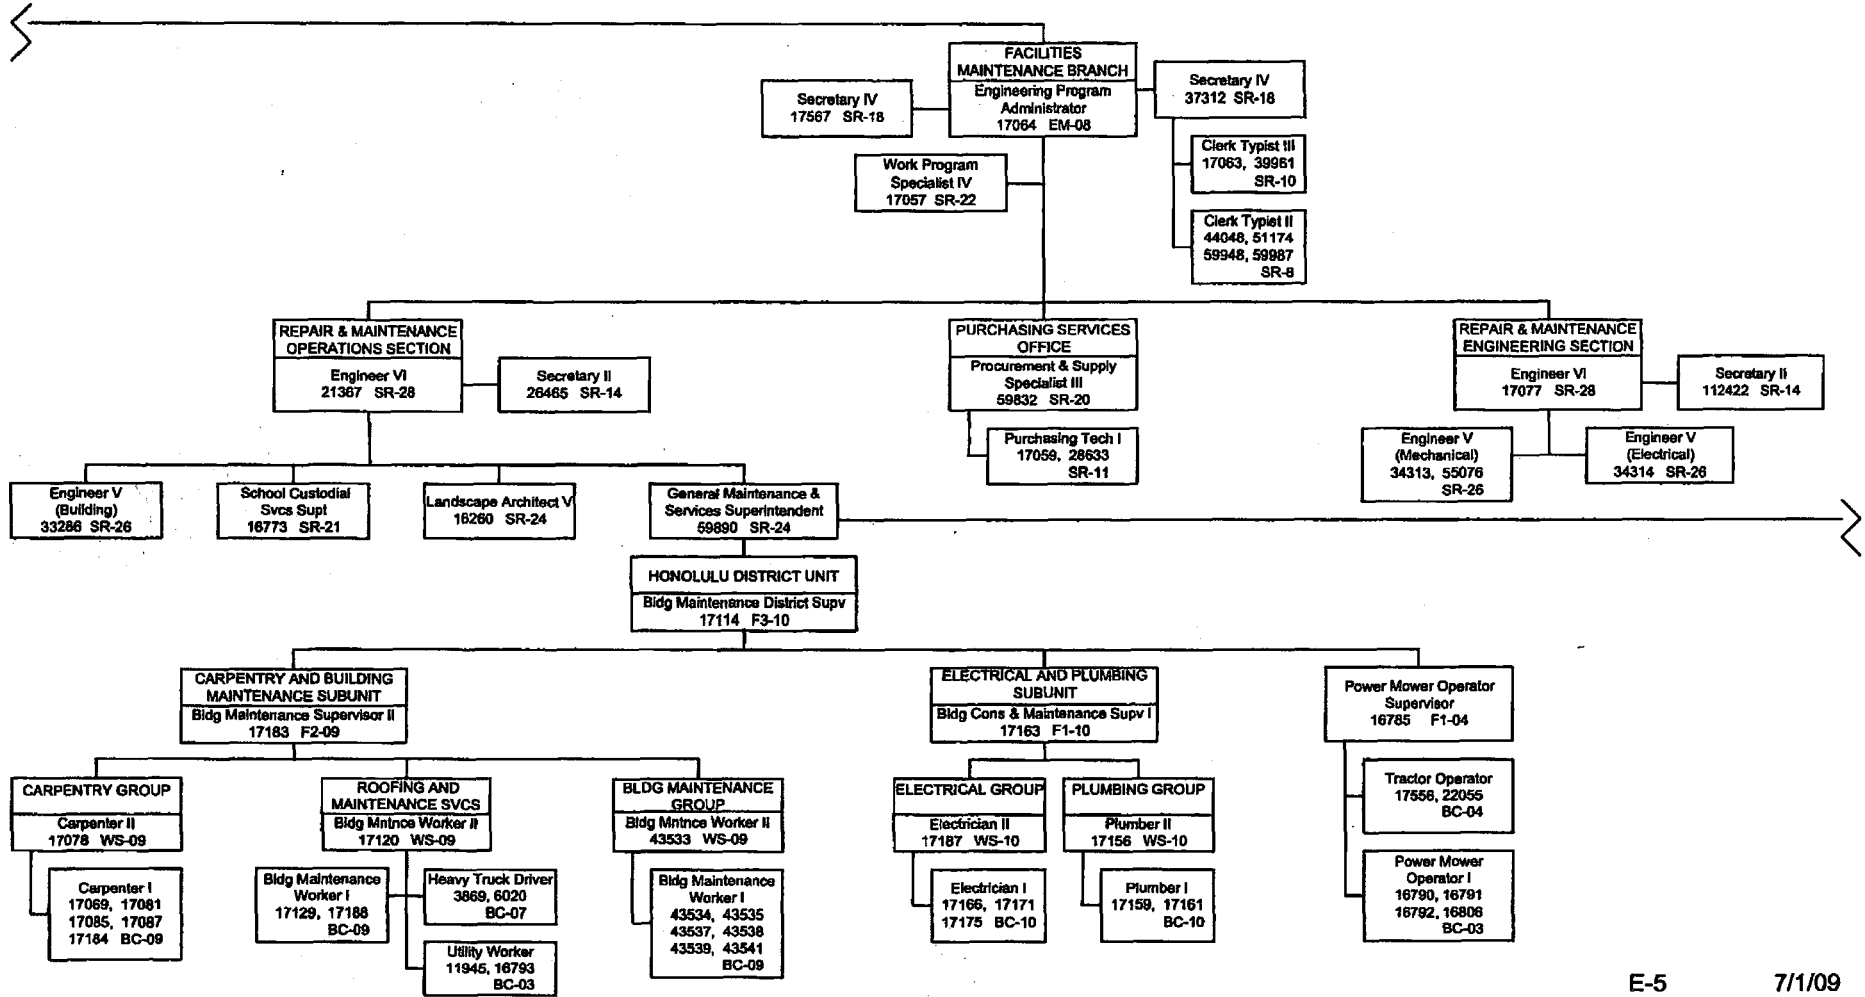 FACILITIES
MAINTENANCE BRANCH
Engineering Program
Administrator
17064 EM-08
Secretary IV
17567 SR-18
Secretary IV
37312 SR-18
Clerk Typist III
17063, 39961
SR-10
Work Program
Specialist IV
17057 SR-22
Clerk Typist II
44048, 51174
59948, 59987
SR-8
REPAIR & MAINTENANCE
OPERATIONS SECTION
Engineer VI
21367 SR-28
Secretary II
26465 SR-14
PURCHASING SERVICES
OFFICE
Procurement & Supply
Specialist III
59832 SR-20
Purchasing Tech I
17059, 28633
SR-11
REPAIR & MAINTENANCE
ENGINEERING SECTION
Engineer VI
17077 SR-28
Secretary II
112422 SR-14
Engineer V
(Mechanical)
34313, 55076
SR-26
Engineer V
(Electrical)
34314 SR-26
Engineer V
(Building)
33286 SR-26
School Custodial
Svcs Supt
16773 SR-21
Landscape Architect V
16260 SR-24
General Maintenance &
Services Superintendent
59890 SR-24
HONOLULU DISTRICT UNIT
Bldg Maintenance District Supv
17114 F3-10
CARPENTRY AND BUILDING
MAINTENANCE SUBUNIT
Bldg Maintenance Supervisor II
17183 F2-09
ELECTRICAL AND PLUMBING
SUBUNIT
Bldg Cons & Maintenance Supv I
17163 F1-10
Power Mower Operator
Supervisor
16785 F1-04
CARPENTRY GROUP
Carpenter II
17078 WS-09
Carpenter I
17069, 17081
17085, 17087
17184 BC-09
ROOFING AND
MAINTENANCE SVCS
Bldg Mntnce Worker II
17120 WS-09
Bldg Maintenance
Worker I
17129, 17188
BC-09
Heavy Truck Driver
3869, 6020
BC-07
Utility Worker
11945, 16793
BC-03
BLDG MAINTENANCE
GROUP
Bldg Mntnce Worker II
43533 WS-09
Bldg Maintenance
Worker I
43534, 43535
43537, 43538
43539, 43541
BC-09
ELECTRICAL GROUP
Electrician II
17187 WS-10
Electrician I
17166, 17171
17175 BC-10
PLUMBING GROUP
Plumber II
17156 WS-10
Plumber I
17159, 17161
BC-10
Tractor Operator
17556, 22055
BC-04
Power Mower
Operator I
16790, 16791
16792, 16806
BC-03
E-5 7/1/09